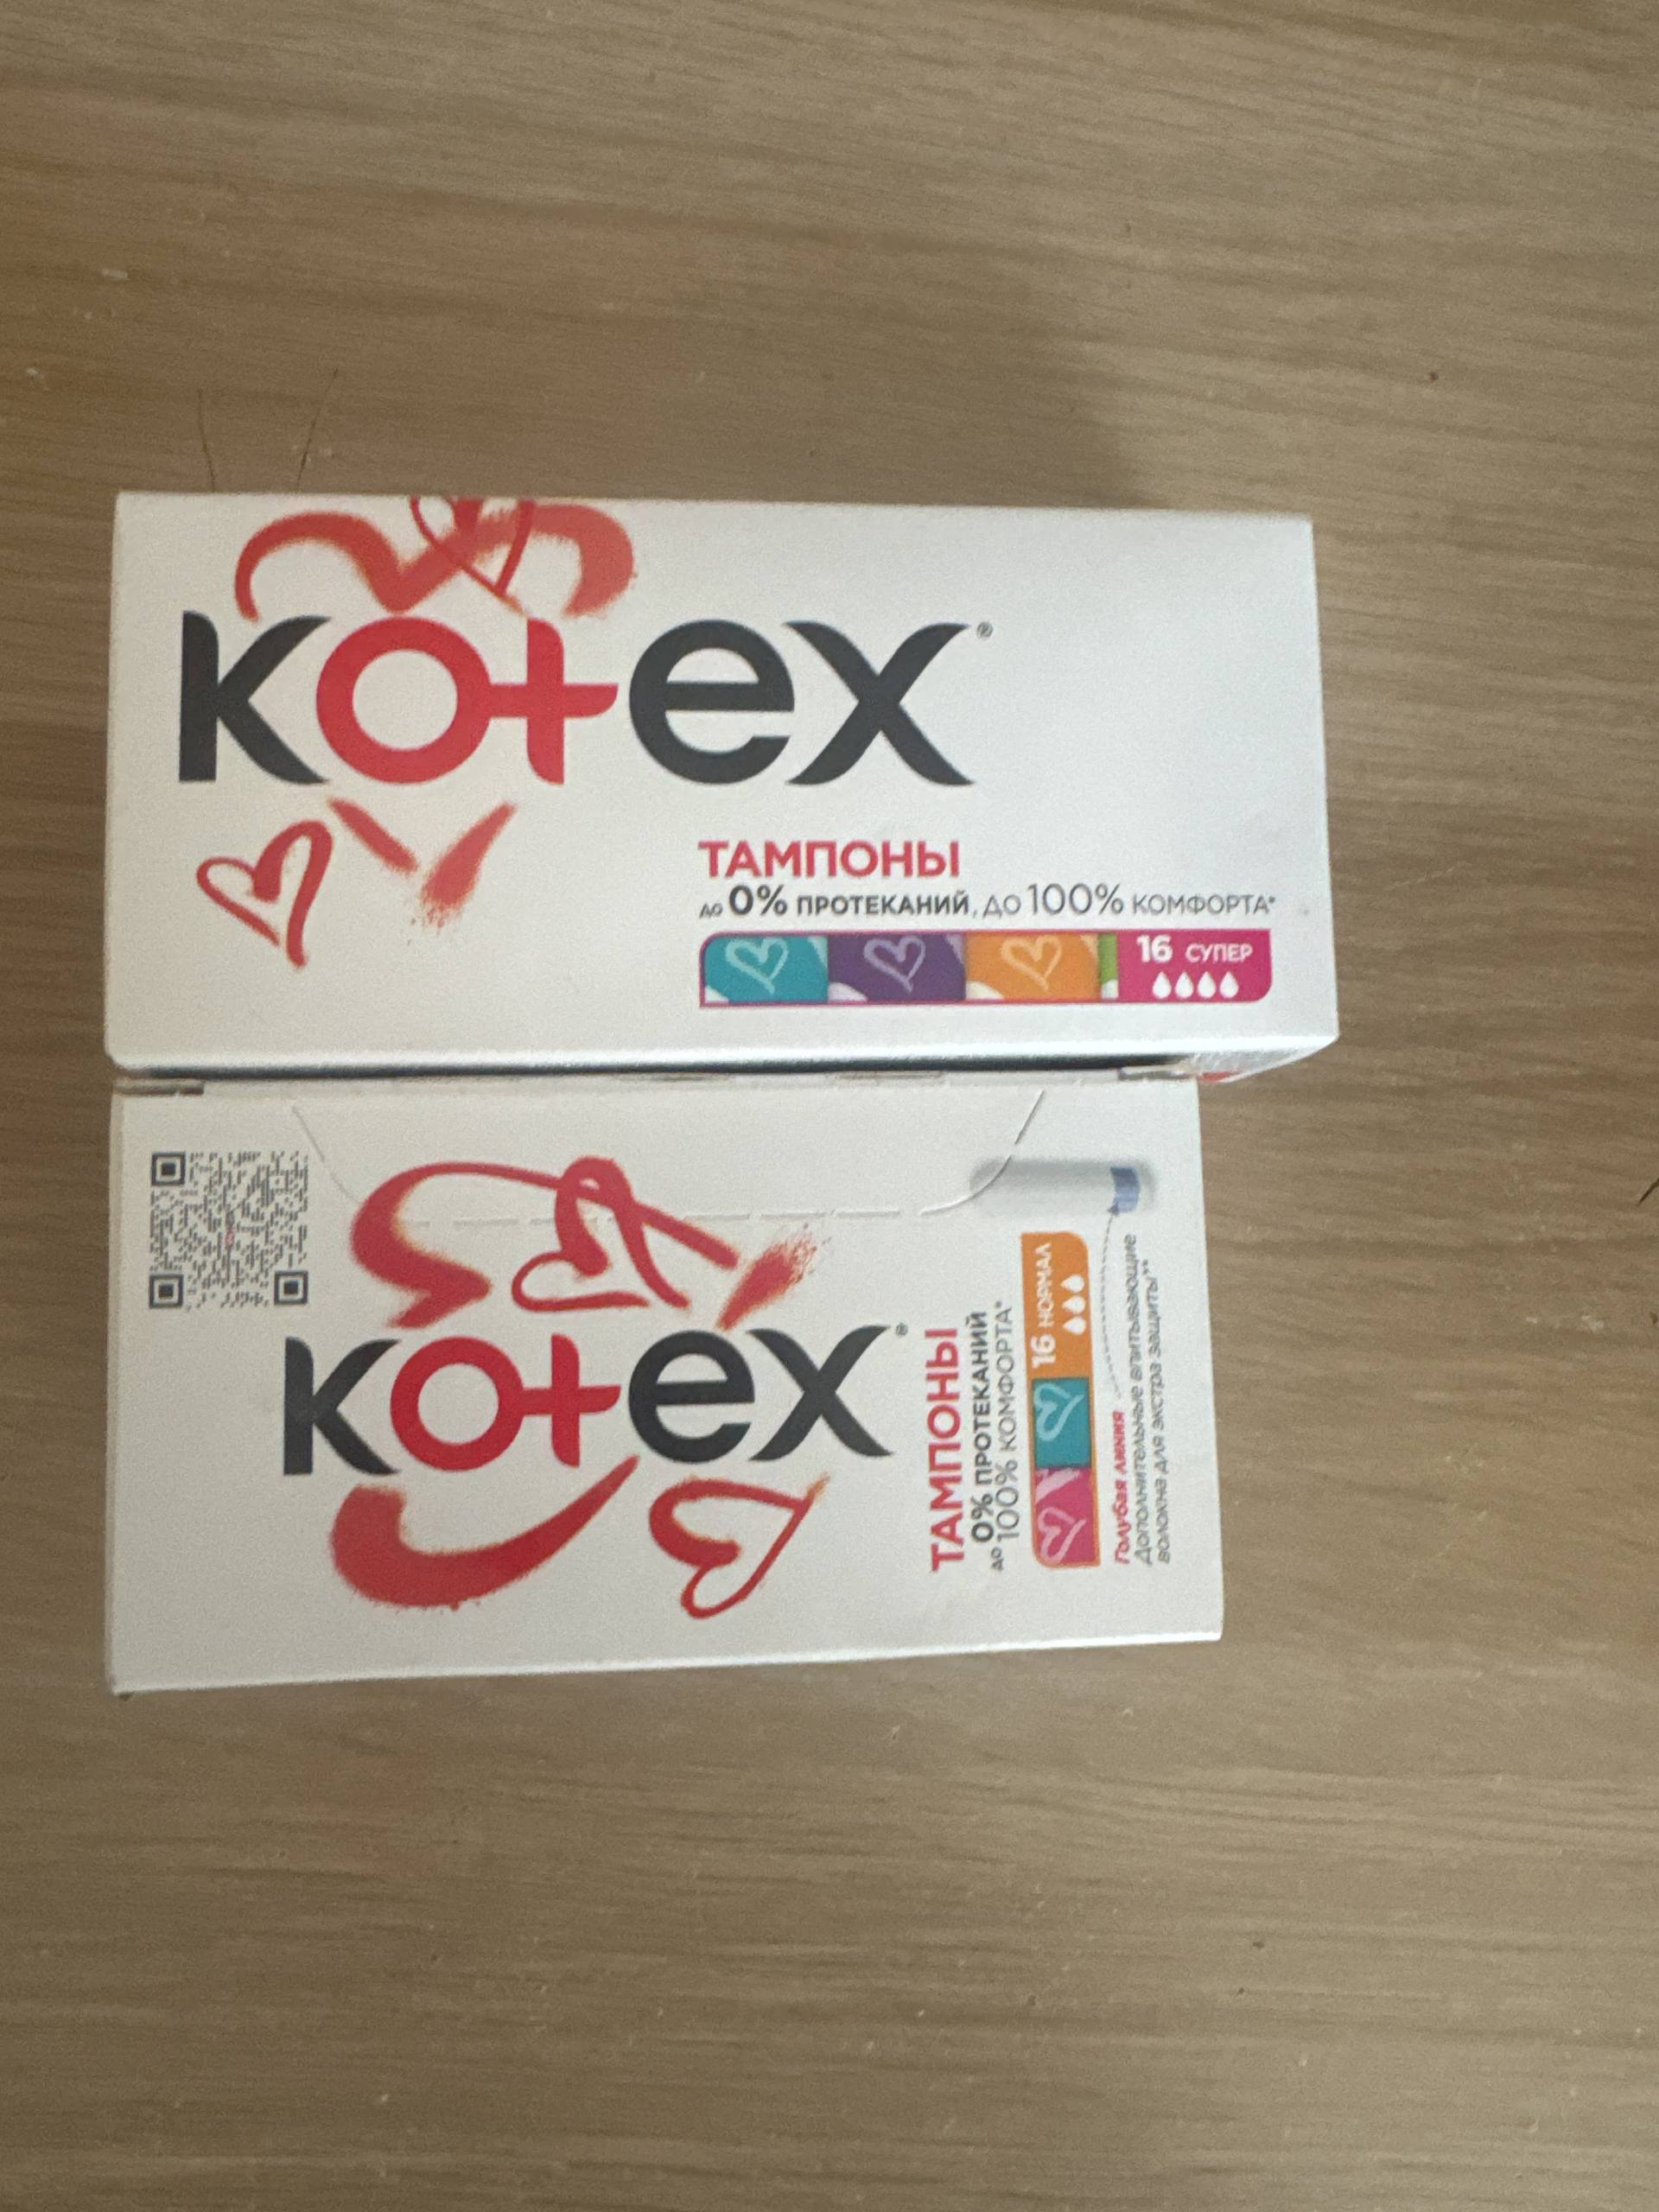 Kotex®
ТАМПОНЫ
ДО 0% ПРОТЕКАНИЙ, ДО 100% КОМФОРТА*
16 СУПЕР
Kotex®
ТАМПОНЫ
ДО 0% ПРОТЕКАНИЙ
100% КОМФОРТА*
16 НОРМАЛ
Голубая линия
Дополнительные впитывающие
волокна для экстра защиты**